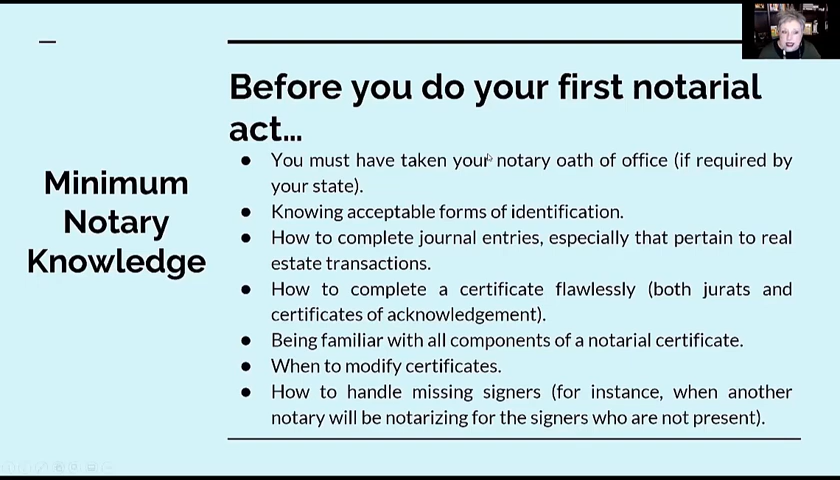 Minimum
Notary
Knowledge
Before you do your first notarial
act...
● You must have taken your notary oath of office (if required by
your state).
● Knowing acceptable forms of identification.
● How to complete journal entries, especially that pertain to real
estate transactions.
● How to complete a certificate flawlessly (both jurats and
certificates of acknowledgement).
● Being familiar with all components of a notarial certificate.
● When to modify certificates.
● How to handle missing signers (for instance, when another
notary will be notarizing for the signers who are not present).